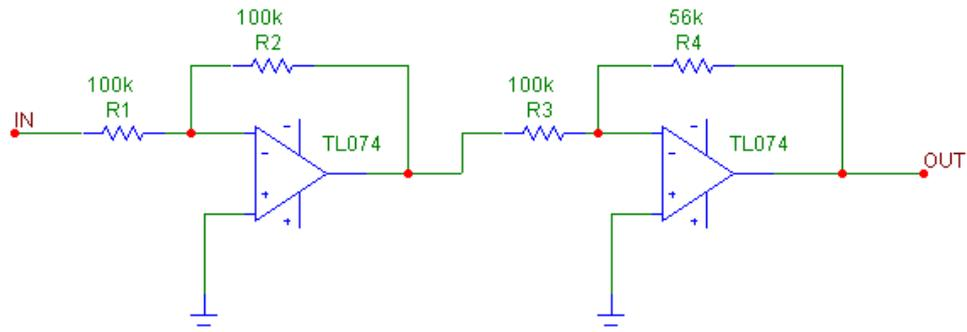 100k
R2
100k
R1
IN
TL074
-
-
+
+
56k
R4
100k
R3
TL074
-
-
+
+
OUT